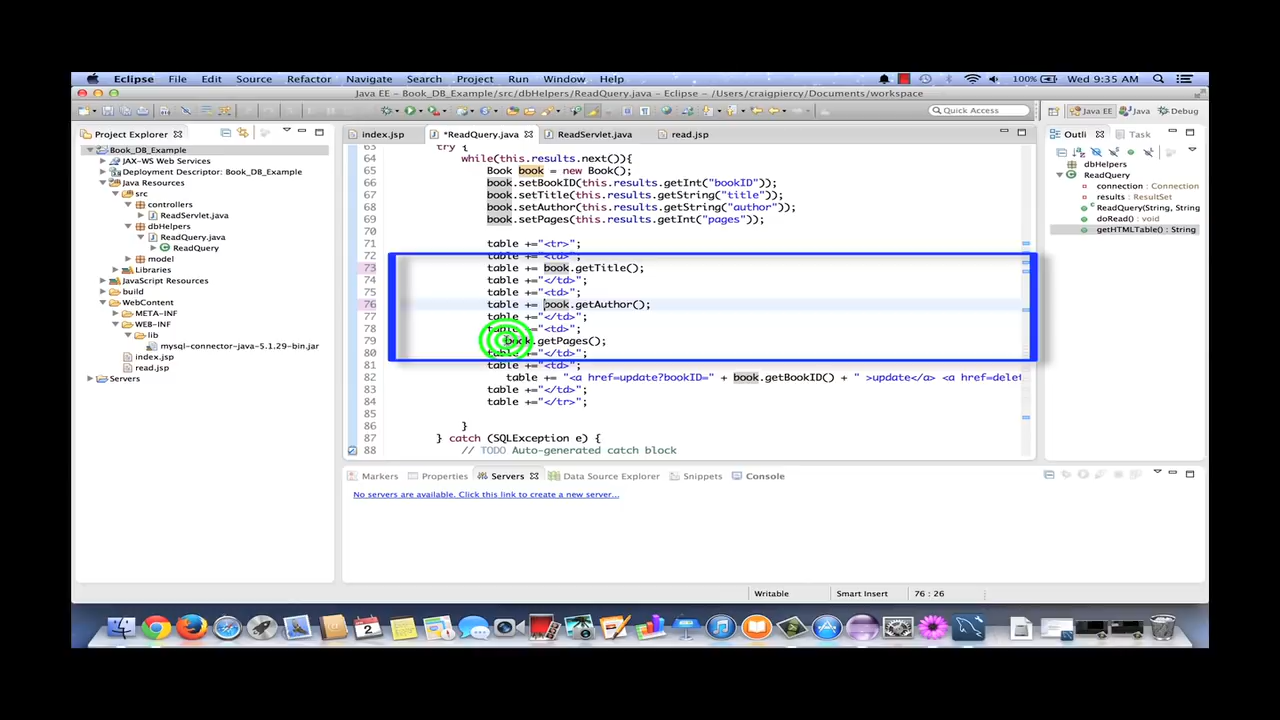 Eclipse File Edit Source Refactor Navigate Search Project Run Window Help 100% Wed 9:35 AM
Java EE - Book_DB_Example/src/dbHelpers/ReadQuery.java - Eclipse - /Users/craigpiercy/Documents/workspace
Quick Access Java EE Java Debug
Project Explorer
Book_DB_Example
JAX-WS Web Services
Deployment Descriptor: Book_DB_Example
Java Resources
src
controllers
ReadServlet.java
dbHelpers
ReadQuery.java
ReadQuery
model
Libraries
JavaScript Resources
build
WebContent
META-INF
WEB-INF
lib
mysql-connector-java-5.1.29-bin.jar
index.jsp
read.jsp
Servers
index.jsp *ReadQuery.java ReadServlet.java read.jsp
63 try {
64 while(this.results.next()){
65 Book book = new Book();
66 book.setBookID(this.results.getInt("bookID"));
67 book.setTitle(this.results.getString("title"));
68 book.setAuthor(this.results.getString("author"));
69 book.setPages(this.results.getInt("pages"));
70
71 table +="<tr>";
72 table +="<td>";
73 table += book.getTitle();
74 table +="</td>";
75 table +="<td>";
76 table += book.getAuthor();
77 table +="</td>";
78 table +="<td>";
79 book.getPages();
80 table +="</td>";
81 table +="<td>";
82 table += "<a href=update?bookID=" + book.getBookID() + " >update</a> <a href=delet
83 table +="</td>";
84 table +="</tr>";
85
86 }
87 } catch (SQLException e) {
88 // TODO Auto-generated catch block
Outli Task
dbHelpers
ReadQuery
connection : Connection
results : ResultSet
ReadQuery(String, String
doRead() : void
getHTMLTable() : String
Markers Properties Servers Data Source Explorer Snippets Console
No servers are available. Click this link to create a new server...
Writable Smart Insert 76 : 26
2